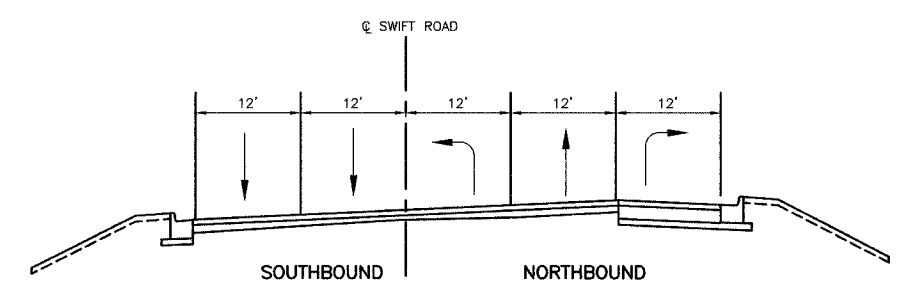 ℄ SWIFT ROAD
12' 12' 12' 12' 12'
SOUTHBOUND NORTHBOUND